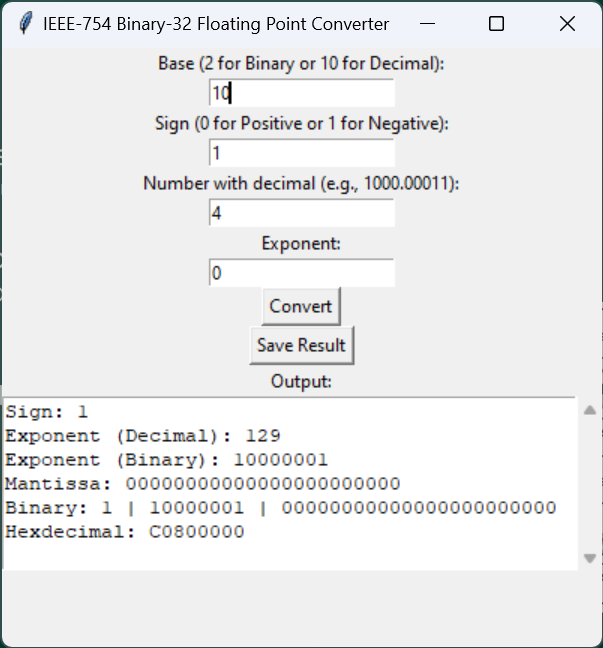 IEEE-754 Binary-32 Floating Point Converter
Base (2 for Binary or 10 for Decimal):
10
Sign (0 for Positive or 1 for Negative):
1
Number with decimal (e.g., 1000.00011):
4
Exponent:
0
Convert
Save Result
Output:
Sign: 1
Exponent (Decimal): 129
Exponent (Binary): 10000001
Mantissa: 00000000000000000000000
Binary: 1 | 10000001 | 00000000000000000000000
Hexdecimal: C0800000